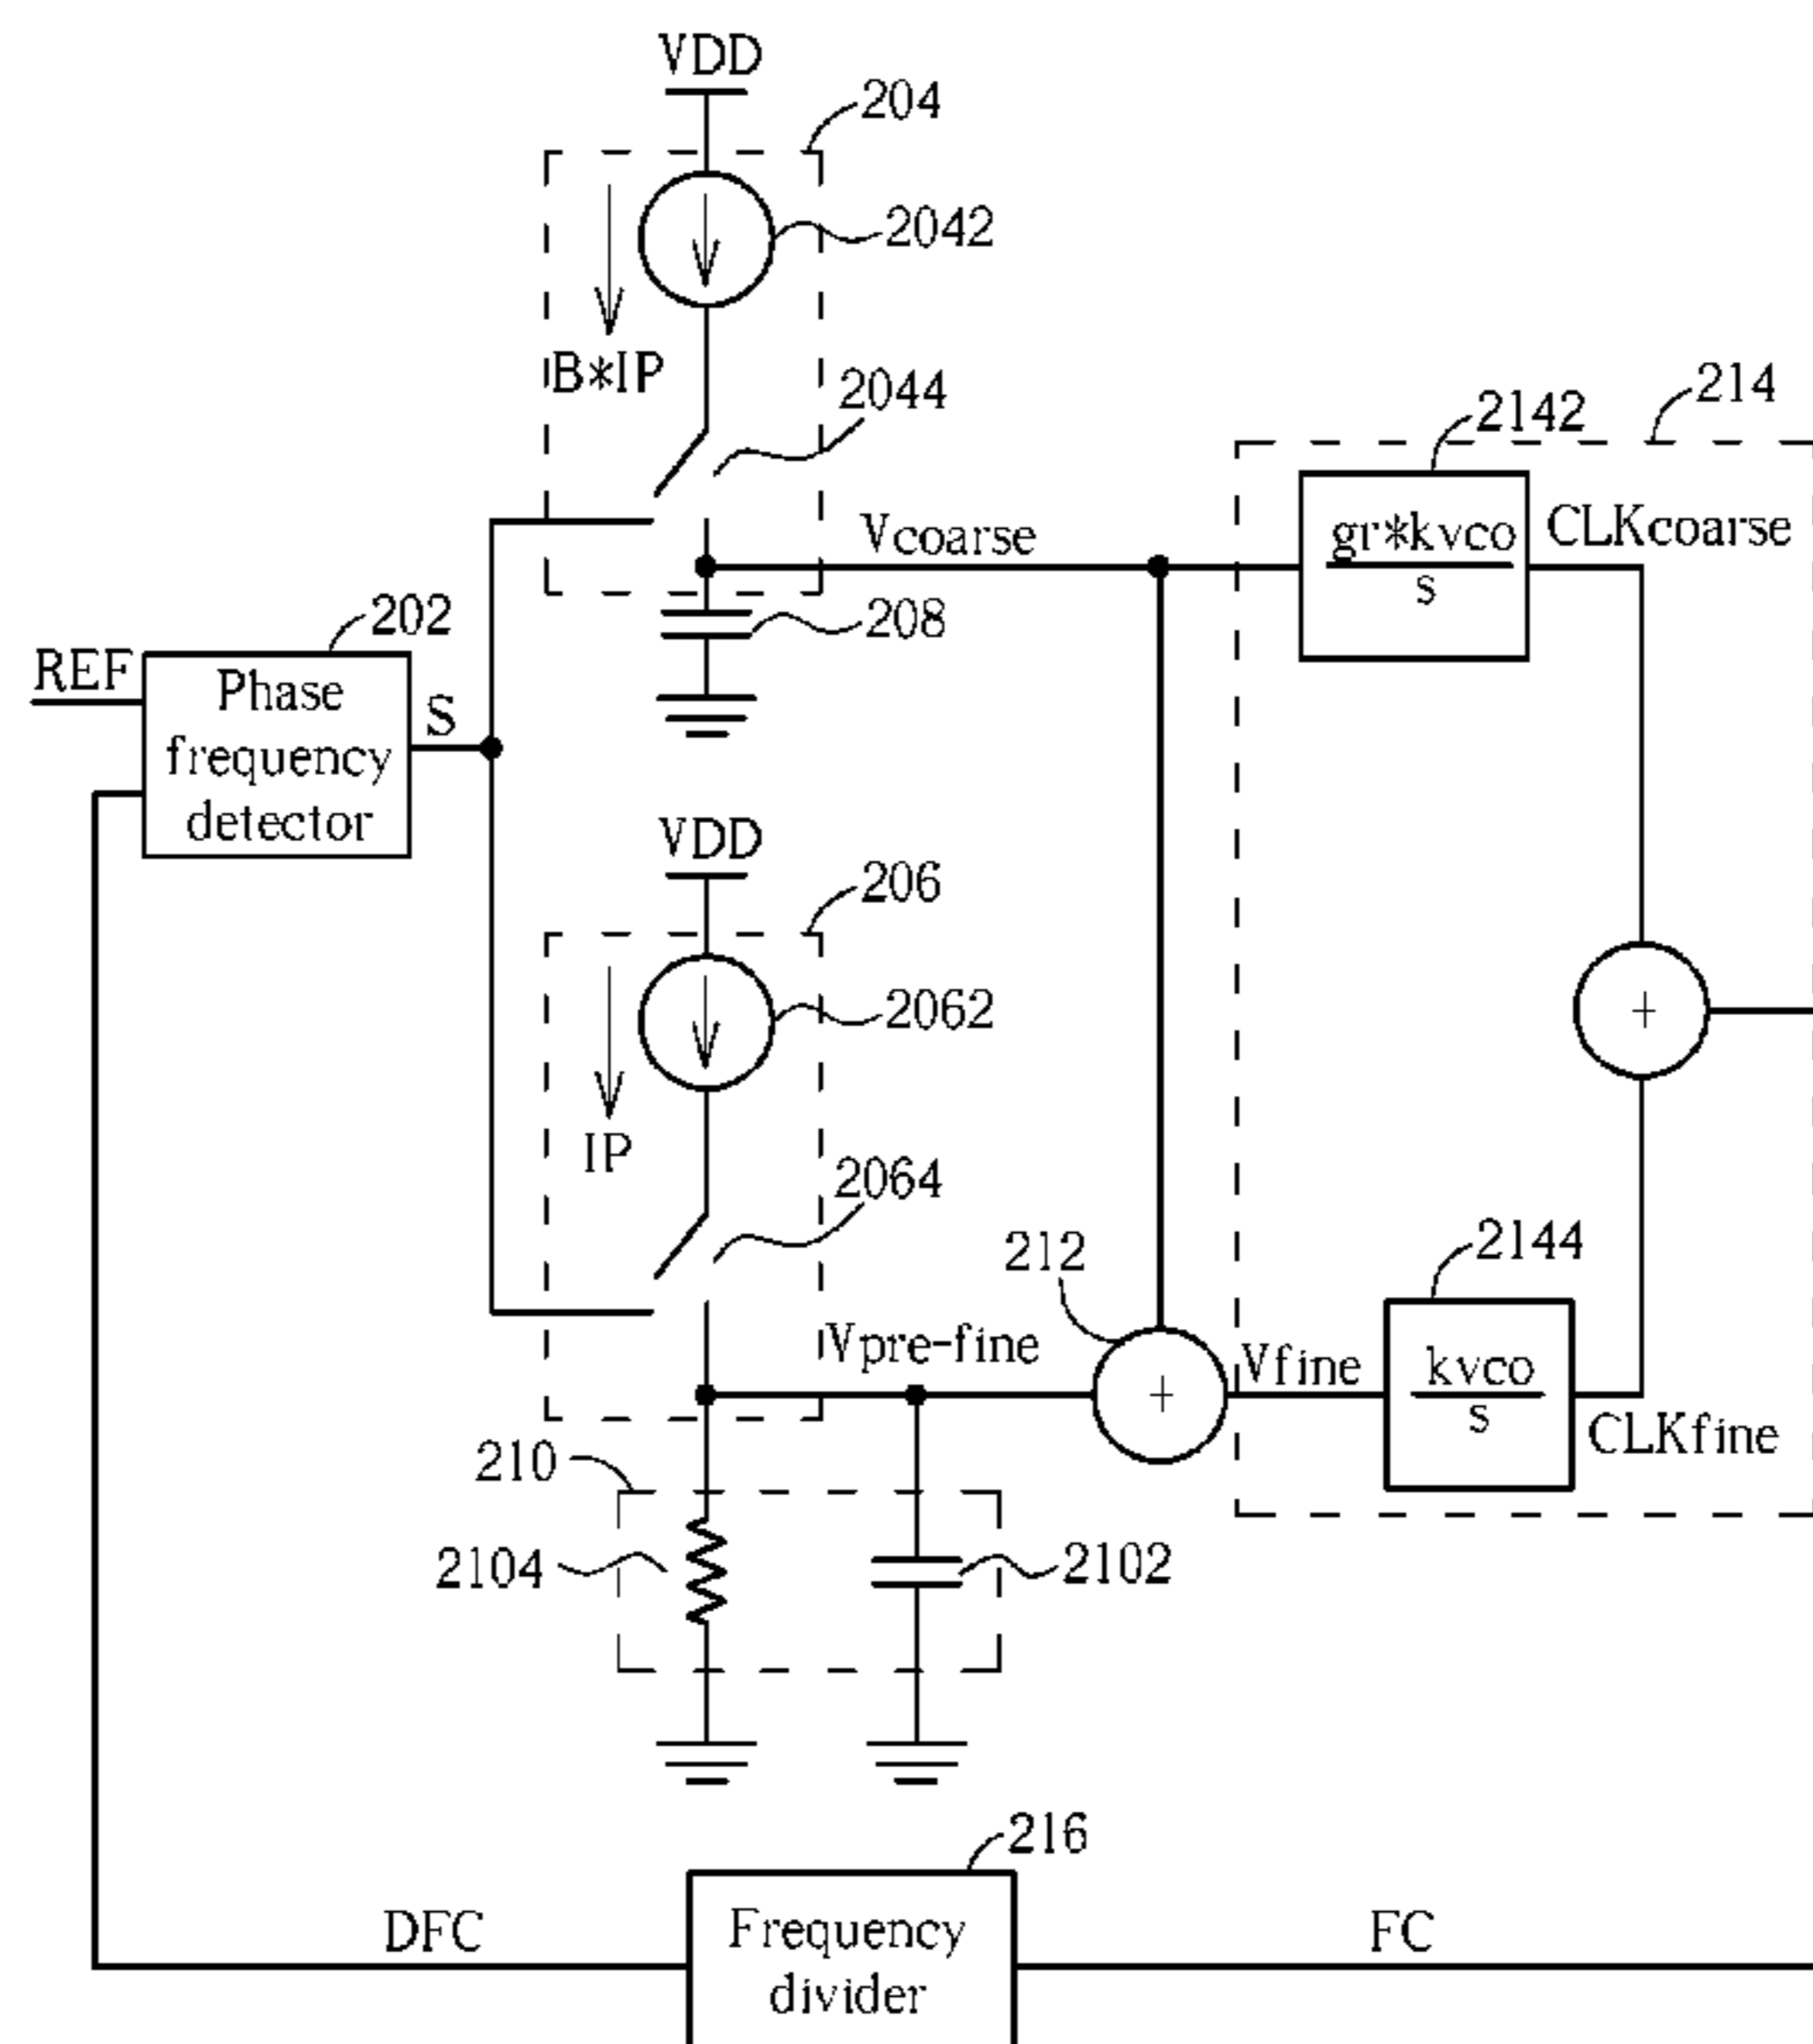 VDD
204
2042
B*IP
2044
214
2142
Vcoarse
gr*kvco
s
CLKcoarse
208
202
REF
Phase
frequency
detector
S
VDD
206
2062
+
IP
2064
2144
212
Vpre-fine
+
Vfine
kvco
s
CLKfine
210
2104
2102
216
DFC
Frequency
divider
FC